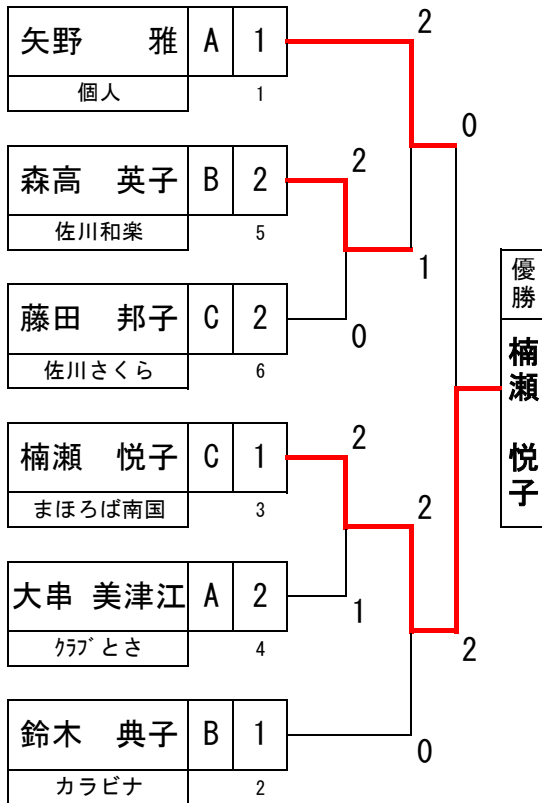 矢野　雅 A 1
個人 1
2
0
森高　英子 B 2
佐川和楽 5
2
1
藤田　邦子 C 2
佐川さくら 6
0
優勝
楠瀬　悦子
楠瀬　悦子 C 1
まほろば南国 3
2
2
大串 美津江 A 2
ｸﾗﾌﾞとさ 4
1
2
鈴木　典子 B 1
カラビナ 2
0